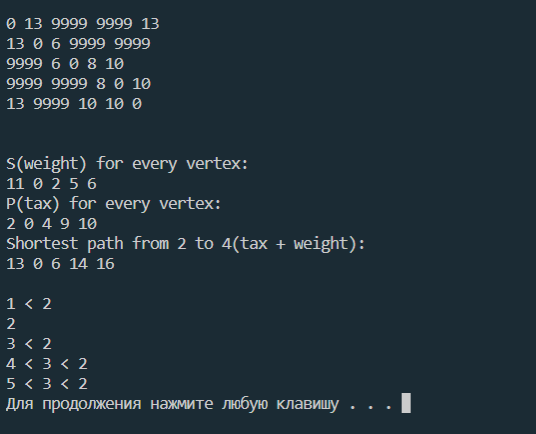 0 13 9999 9999 13
13 0 6 9999 9999
9999 6 0 8 10
9999 9999 8 0 10
13 9999 10 10 0
S(weight) for every vertex:
11 0 2 5 6
P(tax) for every vertex:
2 0 4 9 10
Shortest path from 2 to 4(tax + weight):
13 0 6 14 16
1 < 2
2
3 < 2
4 < 3 < 2
5 < 3 < 2
Для продолжения нажмите любую клавишу . . .